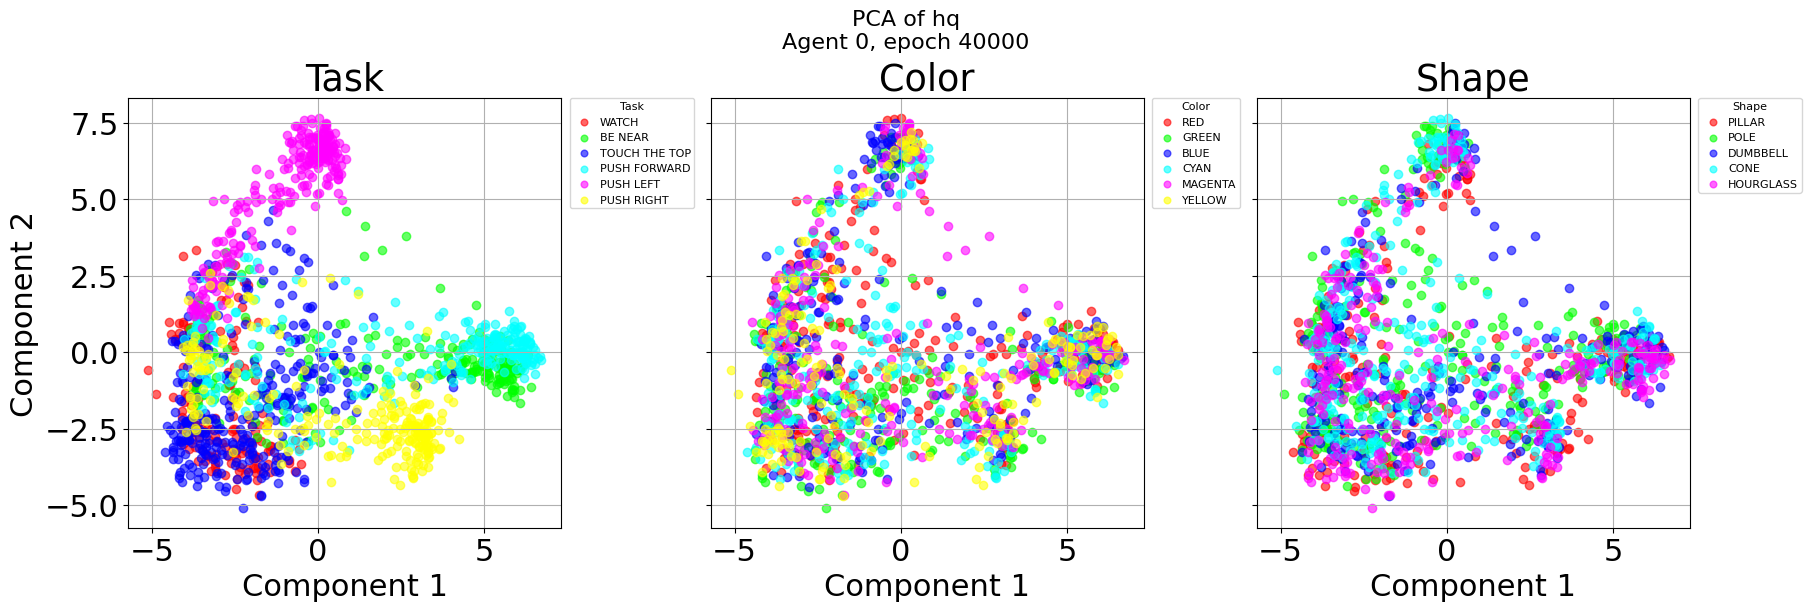 PCA of hq
Agent 0, epoch 40000
Task
Color
Shape
Component 2
7.5
5.0
2.5
0.0
−2.5
−5.0
−5
0
5
Component 1
Task
WATCH
BE NEAR
TOUCH THE TOP
PUSH FORWARD
PUSH LEFT
PUSH RIGHT
−5
0
5
Component 1
Color
RED
GREEN
BLUE
CYAN
MAGENTA
YELLOW
−5
0
5
Component 1
Shape
PILLAR
POLE
DUMBBELL
CONE
HOURGLASS